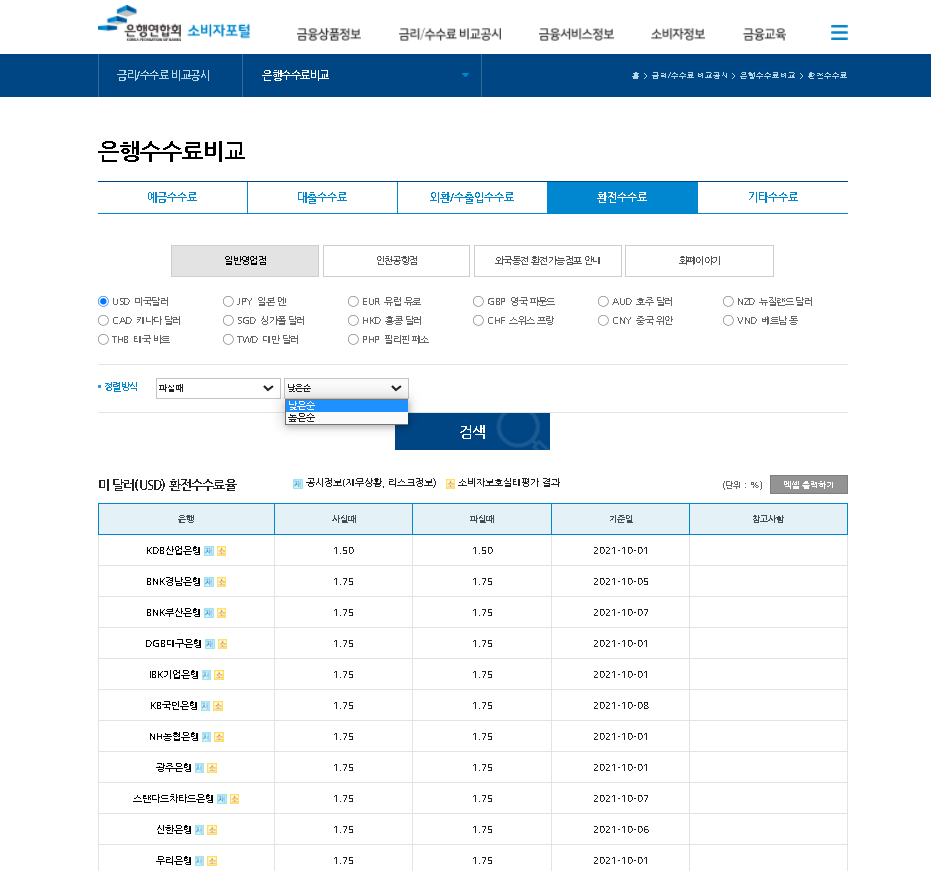 은행연합회 소비자포털
KOREA FEDERATION OF BANKS
금융상품정보 금리/수수료 비교공시 금융서비스정보 소비자정보 금융교육
금리/수수료 비교공시 은행수수료비교 홈 > 금리/수수료 비교공시 > 은행수수료비교 > 환전수수료
은행수수료비교
예금수수료 대출수수료 외환/수출입수수료 환전수수료 기타수수료
일반영업점 인천공항점 외국동전 환전가능점포 안내 화폐이야기
USD 미국달러 JPY 일본 엔 EUR 유럽 유로 GBP 영국 파운드 AUD 호주 달러 NZD 뉴질랜드 달러
CAD 캐나다 달러 SGD 싱가폴 달러 HKD 홍콩 달러 CHF 스위스 프랑 CNY 중국 위안 VND 베트남 동
THB 태국 바트 TWD 대만 달러 PHP 필리핀 페소
정렬방식 파실때 낮은순
낮은순
높은순
검색
미 달러(USD) 환전수수료율 재 공시정보(재무상황, 리스크정보) 소 소비자보호실태평가 결과 (단위 : %) 엑셀 출력하기
은행 사실때 파실때 기준일 참고사항
KDB산업은행 재 소 1.50 1.50 2021-10-01
BNK경남은행 재 소 1.75 1.75 2021-10-05
BNK부산은행 재 소 1.75 1.75 2021-10-07
DGB대구은행 재 소 1.75 1.75 2021-10-01
IBK기업은행 재 소 1.75 1.75 2021-10-01
KB국민은행 재 소 1.75 1.75 2021-10-08
NH농협은행 재 소 1.75 1.75 2021-10-01
광주은행 재 소 1.75 1.75 2021-10-01
스탠다드차타드은행 재 소 1.75 1.75 2021-10-07
신한은행 재 소 1.75 1.75 2021-10-06
우리은행 재 소 1.75 1.75 2021-10-01